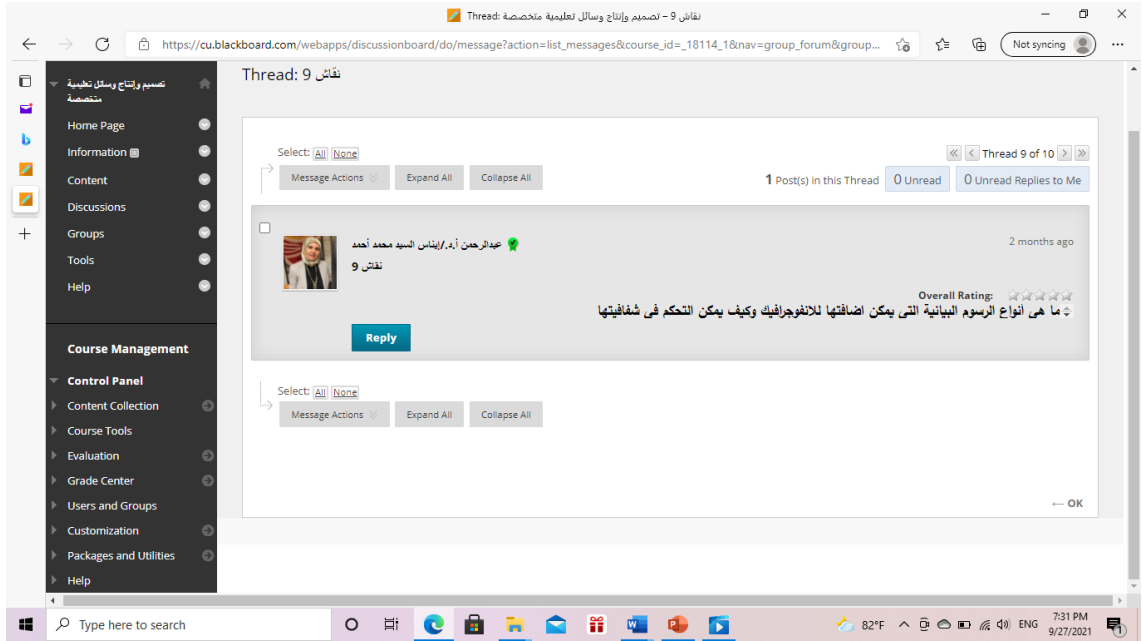 Thread: نقاش 9 – تصميم وإنتاج وسائل تعليمية متخصصة
https://cu.blackboard.com/webapps/discussionboard/do/message?action=list_messages&course_id=_18114_1&nav=group_forum&group...
Not syncing
تصميم وإنتاج وسائل تعليمية
متخصصة
Home Page
Information
Content
Discussions
Groups
Tools
Help
Course Management
Control Panel
Content Collection
Course Tools
Evaluation
Grade Center
Users and Groups
Customization
Packages and Utilities
Help
Thread: نقاش 9
Select: All None
Message Actions Expand All Collapse All
Thread 9 of 10
1 Post(s) in this Thread 0 Unread 0 Unread Replies to Me
عبدالرحمن أ.د./إيناس السيد محمد أحمد
2 months ago
نقاش 9
Overall Rating:
ما هى أنواع الرسوم البيانية التى يمكن اضافتها للانفوجرافيك وكيف يمكن التحكم فى شفافيتها
Reply
Select: All None
Message Actions Expand All Collapse All
OK
Type here to search
82°F ENG 7:31 PM
9/27/2021